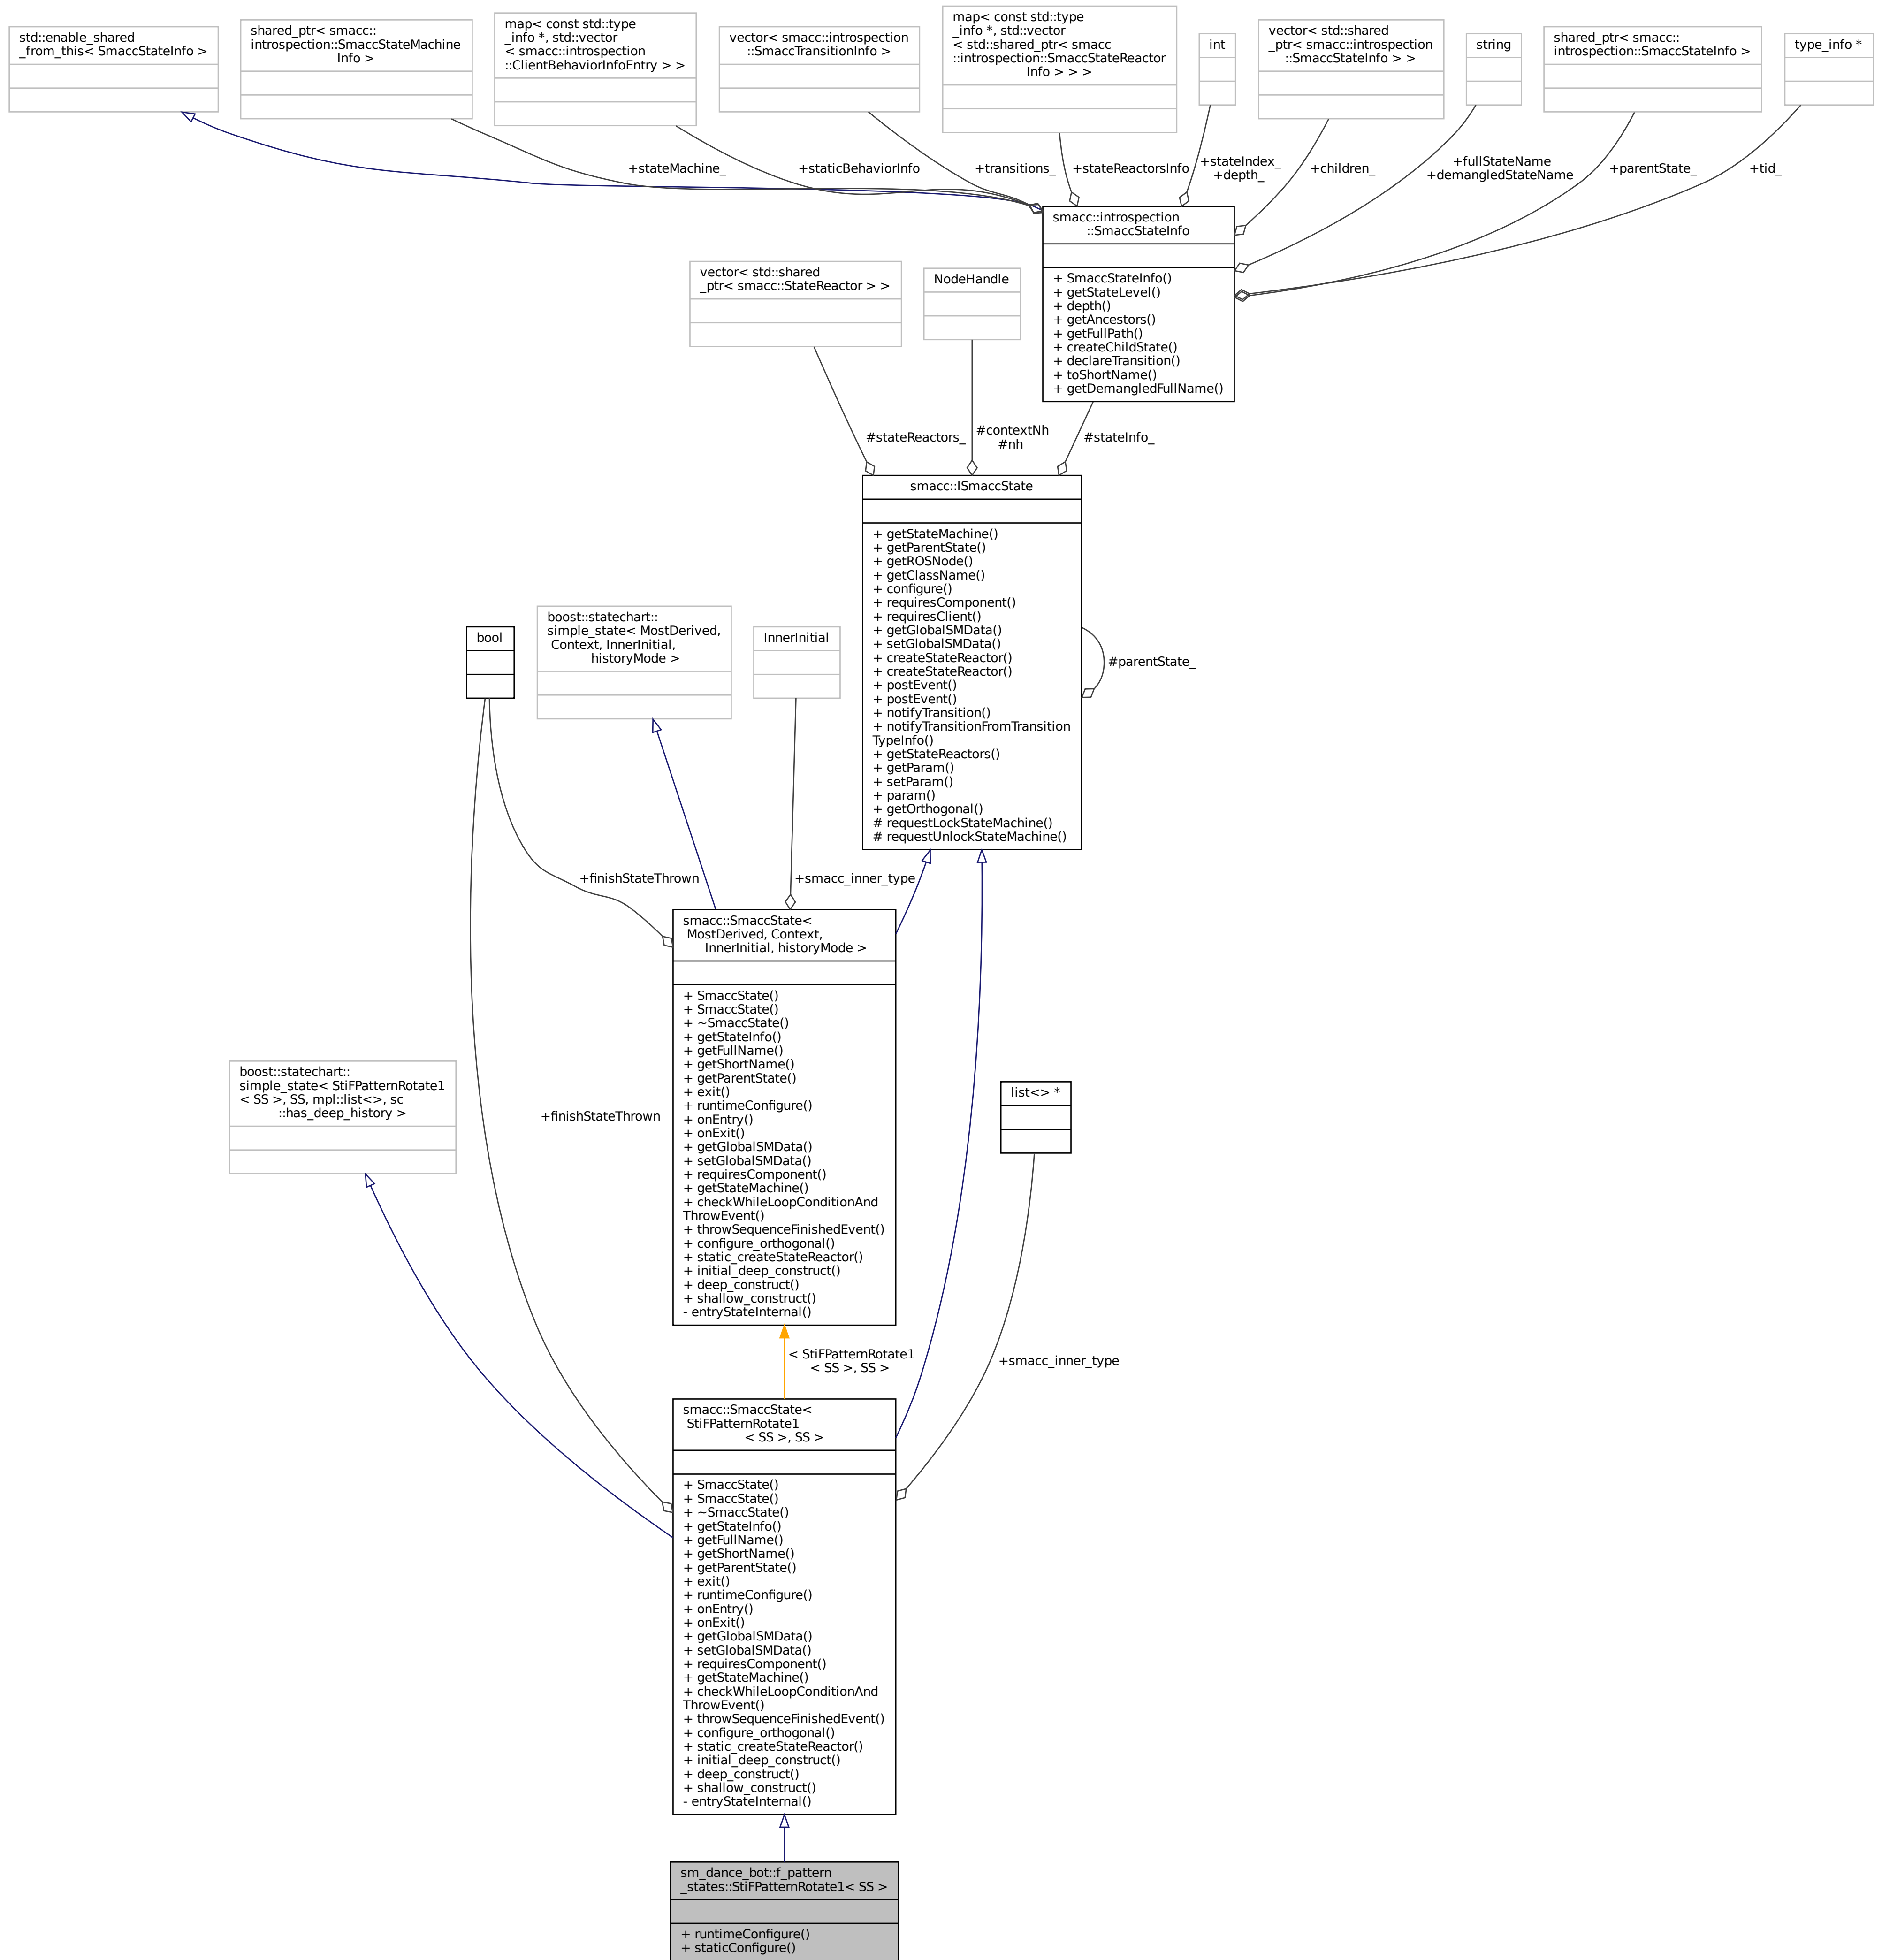 std::enable_shared
_from_this< SmaccStateInfo >
shared_ptr< smacc::
introspection::SmaccStateMachine
Info >
map< const std::type
_info *, std::vector
< smacc::introspection
::ClientBehaviorInfoEntry > >
vector< smacc::introspection
::SmaccTransitionInfo >
map< const std::type
_info *, std::vector
< std::shared_ptr< smacc
::introspection::SmaccStateReactor
Info > > >
int
vector< std::shared
_ptr< smacc::introspection
::SmaccStateInfo > >
string
shared_ptr< smacc::
introspection::SmaccStateInfo >
type_info *
+stateMachine_
+staticBehaviorInfo
+transitions_
+stateReactorsInfo
+stateIndex_
+depth_
+children_
+fullStateName
+demangledStateName
+parentState_
+tid_
smacc::introspection
::SmaccStateInfo
+ SmaccStateInfo()
+ getStateLevel()
+ depth()
+ getAncestors()
+ getFullPath()
+ createChildState()
+ declareTransition()
+ toShortName()
+ getDemangledFullName()
vector< std::shared
_ptr< smacc::StateReactor > >
NodeHandle
#stateReactors_
#contextNh
#nh
#stateInfo_
smacc::ISmaccState
+ getStateMachine()
+ getParentState()
+ getROSNode()
+ getClassName()
+ configure()
+ requiresComponent()
+ requiresClient()
+ getGlobalSMData()
+ setGlobalSMData()
+ createStateReactor()
+ createStateReactor()
+ postEvent()
+ postEvent()
+ notifyTransition()
+ notifyTransitionFromTransition
TypeInfo()
+ getStateReactors()
+ getParam()
+ setParam()
+ param()
+ getOrthogonal()
# requestLockStateMachine()
# requestUnlockStateMachine()
#parentState_
bool
boost::statechart::
simple_state< MostDerived,
Context, InnerInitial,
historyMode >
InnerInitial
+finishStateThrown
+smacc_inner_type
smacc::SmaccState<
MostDerived, Context,
InnerInitial, historyMode >
+ SmaccState()
+ SmaccState()
+ ~SmaccState()
+ getStateInfo()
+ getFullName()
+ getShortName()
+ getParentState()
+ exit()
+ runtimeConfigure()
+ onEntry()
+ onExit()
+ getGlobalSMData()
+ setGlobalSMData()
+ requiresComponent()
+ getStateMachine()
+ checkWhileLoopConditionAnd
ThrowEvent()
+ throwSequenceFinishedEvent()
+ configure_orthogonal()
+ static_createStateReactor()
+ initial_deep_construct()
+ deep_construct()
+ shallow_construct()
- entryStateInternal()
boost::statechart::
simple_state< StiFPatternRotate1
< SS >, SS, mpl::list<>, sc
::has_deep_history >
+finishStateThrown
list<> *
< StiFPatternRotate1
< SS >, SS >
+smacc_inner_type
smacc::SmaccState<
StiFPatternRotate1
< SS >, SS >
+ SmaccState()
+ SmaccState()
+ ~SmaccState()
+ getStateInfo()
+ getFullName()
+ getShortName()
+ getParentState()
+ exit()
+ runtimeConfigure()
+ onEntry()
+ onExit()
+ getGlobalSMData()
+ setGlobalSMData()
+ requiresComponent()
+ getStateMachine()
+ checkWhileLoopConditionAnd
ThrowEvent()
+ throwSequenceFinishedEvent()
+ configure_orthogonal()
+ static_createStateReactor()
+ initial_deep_construct()
+ deep_construct()
+ shallow_construct()
- entryStateInternal()
sm_dance_bot::f_pattern
_states::StiFPatternRotate1< SS >
+ runtimeConfigure()
+ staticConfigure()